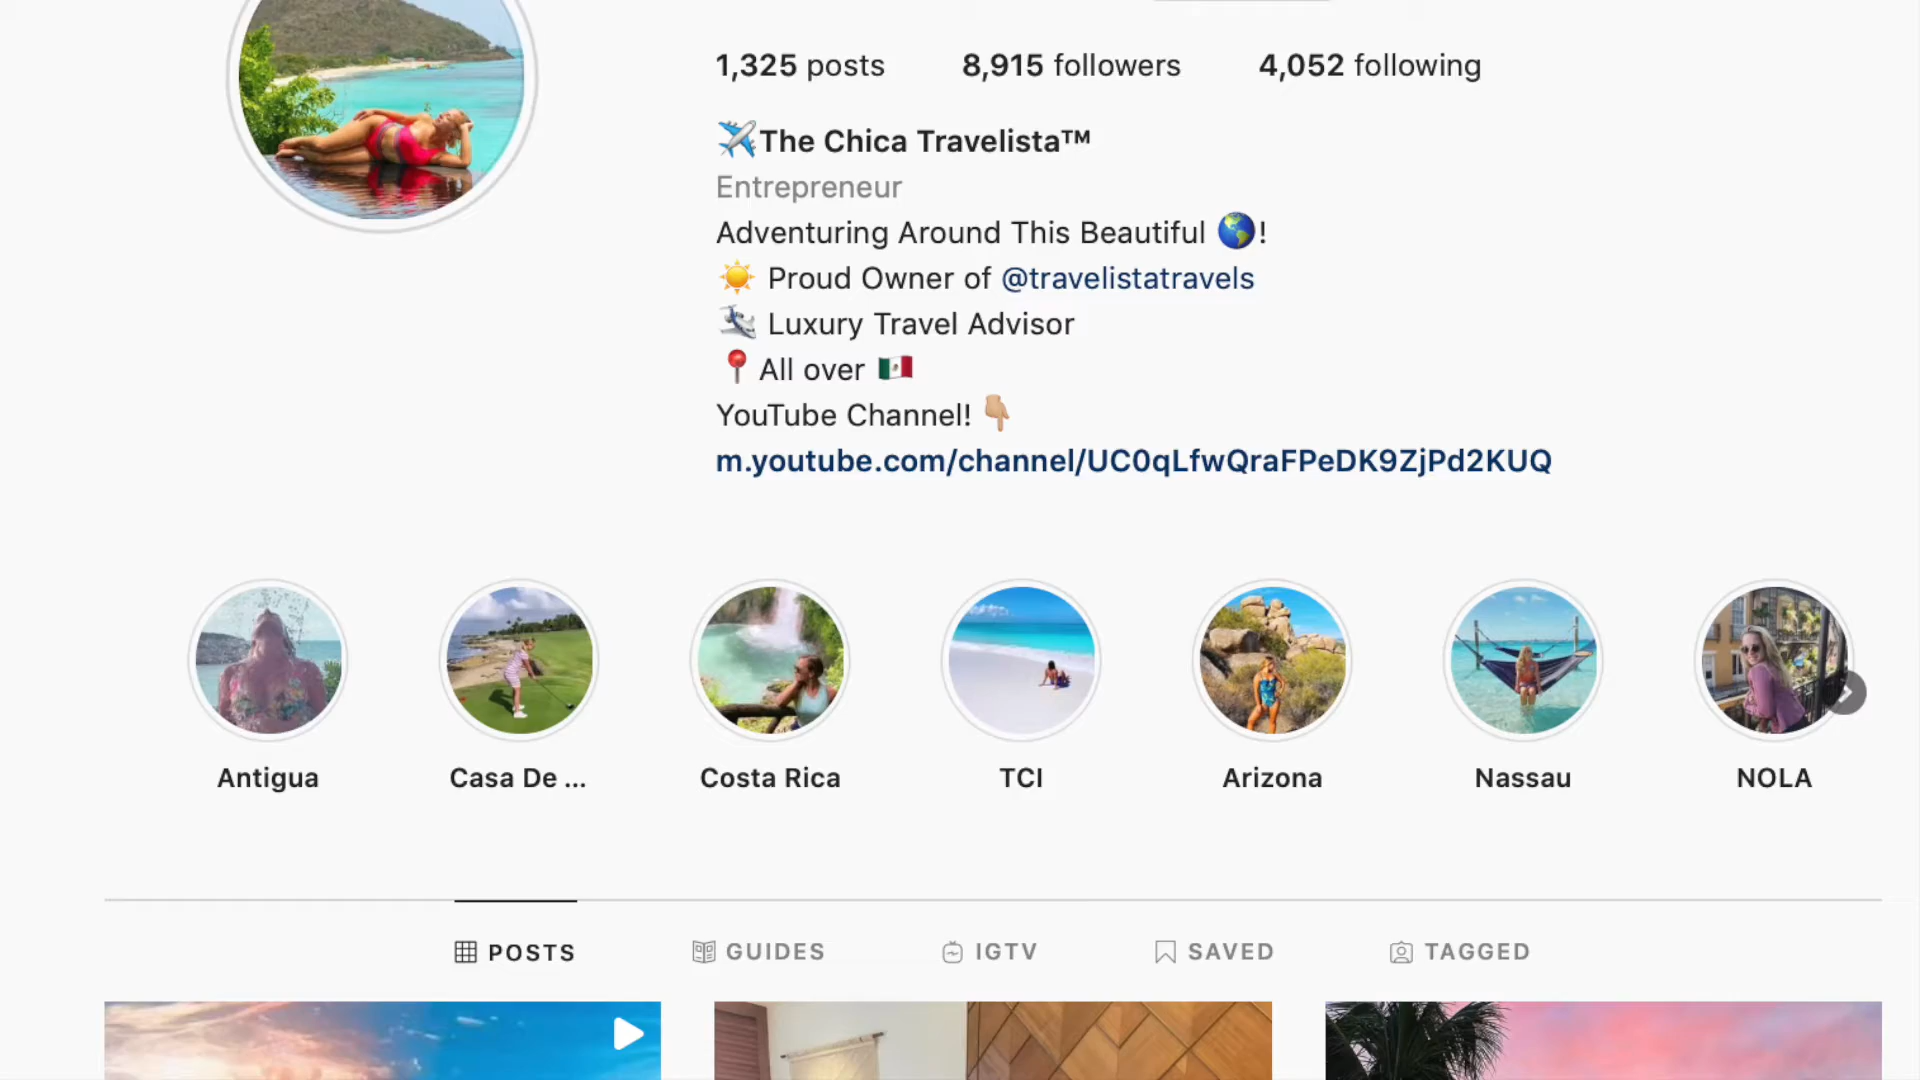 1,325 posts 8,915 followers 4,052 following
✈️The Chica Travelista™
Entrepreneur
Adventuring Around This Beautiful 🌎!
☀️ Proud Owner of @travelistatravels
🛩 Luxury Travel Advisor
📍All over 🇲🇽
YouTube Channel! 👇🏼
m.youtube.com/channel/UC0qLfwQraFPeDK9ZjPd2KUQ
Antigua Casa De ... Costa Rica TCI Arizona Nassau NOLA
POSTS GUIDES IGTV SAVED TAGGED